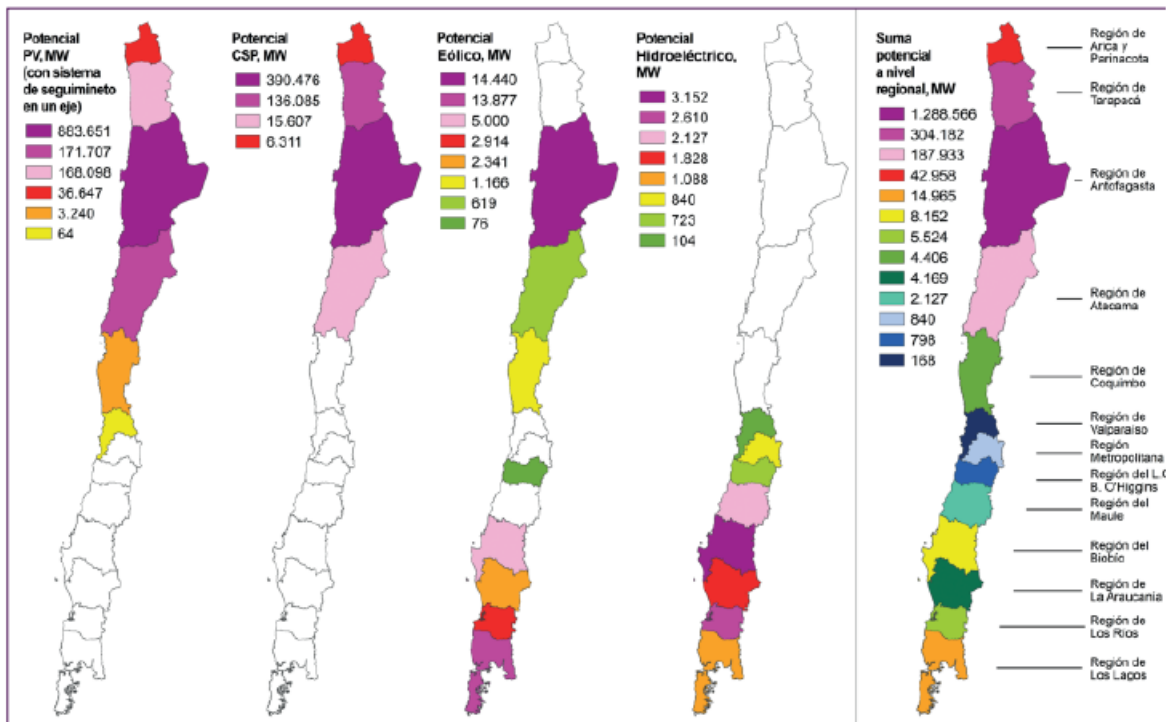 Potencial
PV, MW
(con sistema
de seguimineto
en un eje)
883.651
171.707
168.098
36.647
3.240
64
Potencial
CSP, MW
390.476
136.085
15.607
6.311
Potencial
Eólico, MW
14.440
13.877
5.000
2.914
2.341
1.166
619
76
Potencial
Hidroeléctrico,
MW
3.152
2.610
2.127
1.828
1.088
840
723
104
Suma
potencial
a nivel
regional, MW
1.288.566
304.182
187.933
42.958
14.965
8.152
5.524
4.406
4.169
2.127
840
798
168
Región de
Arica y
Parinacota
Región de
Tarapacá
Región de
Antofagasta
Región de
Atacama
Región de
Coquimbo
Región de
Valparaíso
Región
Metropolitana
Región del L.G
B. O'Higgins
Región del
Maule
Región del
Biobío
Región de
La Araucanía
Región de
Los Ríos
Región de
Los Lagos